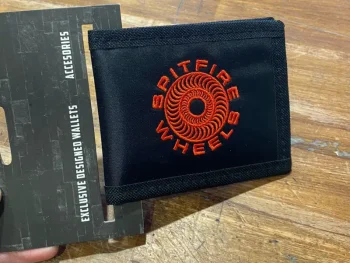 ACCESORIES
EXCLUSIVE DESIGNED WALLETS
SPITFIRE
WHEELS